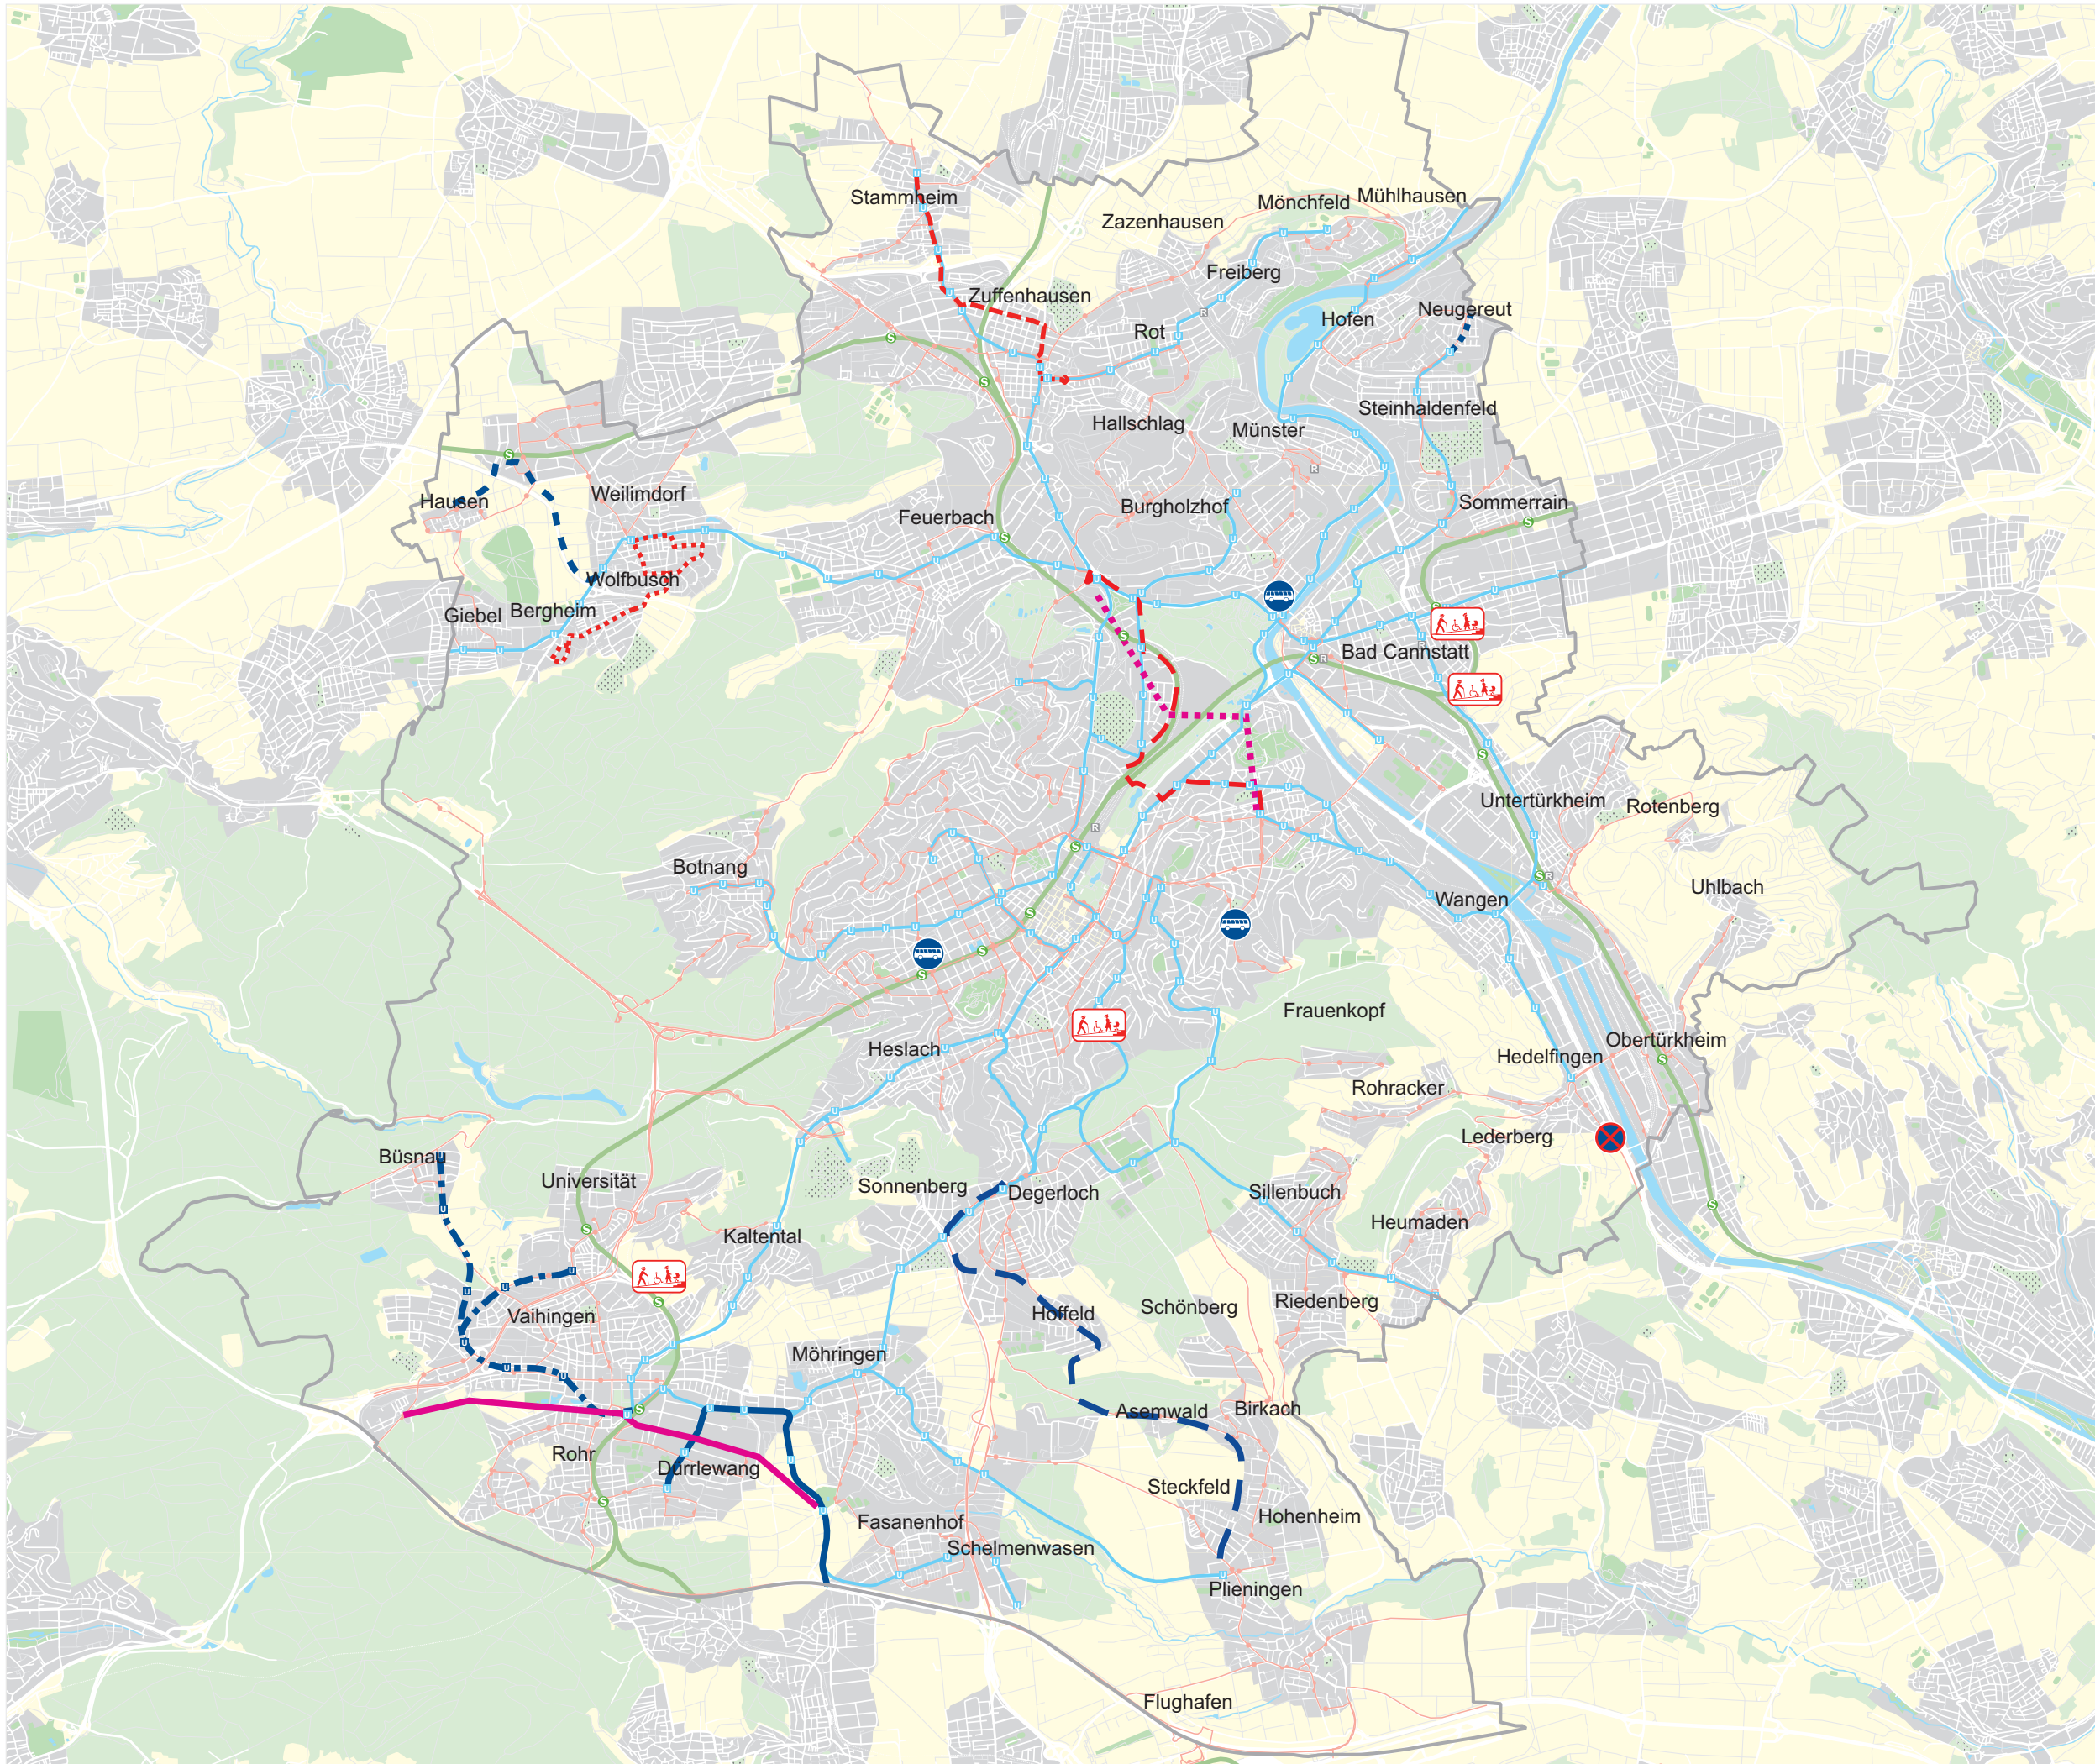 Stammheim
Mönchfeld
Mühlhausen
Zazenhausen
Freiberg
Zuffenhausen
Neugereut
Hofen
Rot
Steinhaldenfeld
Hallschlag
Münster
Hausen
Weilimdorf
Burgholzhof
Sommerrain
Feuerbach
Wolfbusch
Giebel
Bergheim
Bad Cannstatt
Untertürkheim
Rotenberg
Botnang
Uhlbach
Wangen
Frauenkopf
Heslach
Obertürkheim
Hedelfingen
Rohracker
Lederberg
Büsnau
Universität
Sonnenberg
Degerloch
Sillenbuch
Heumaden
Kaltental
Vaihingen
Hoffeld
Schönberg
Riedenberg
Möhringen
Asemwald
Birkach
Rohr
Dürrlewang
Steckfeld
Hohenheim
Fasanenhof
Schelmenwasen
Plieningen
Flughafen